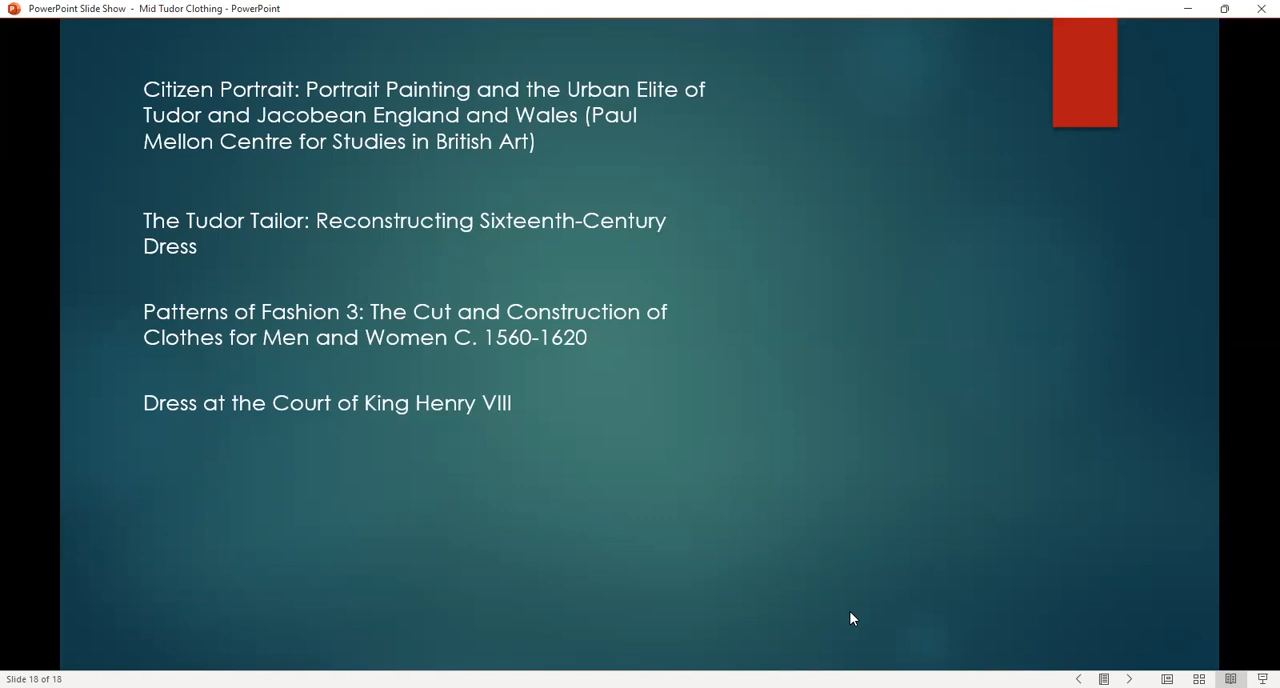 PowerPoint Slide Show - Mid Tudor Clothing - PowerPoint
Citizen Portrait: Portrait Painting and the Urban Elite of
Tudor and Jacobean England and Wales (Paul
Mellon Centre for Studies in British Art)
The Tudor Tailor: Reconstructing Sixteenth-Century
Dress
Patterns of Fashion 3: The Cut and Construction of
Clothes for Men and Women C. 1560-1620
Dress at the Court of King Henry VIII
Slide 18 of 18